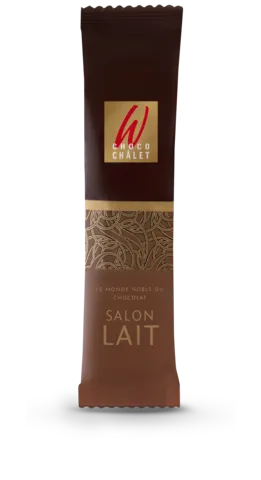 W
CHOCO
CHÂLET
LE MONDE NOBLE DU
CHOCOLAT
SALON
LAIT